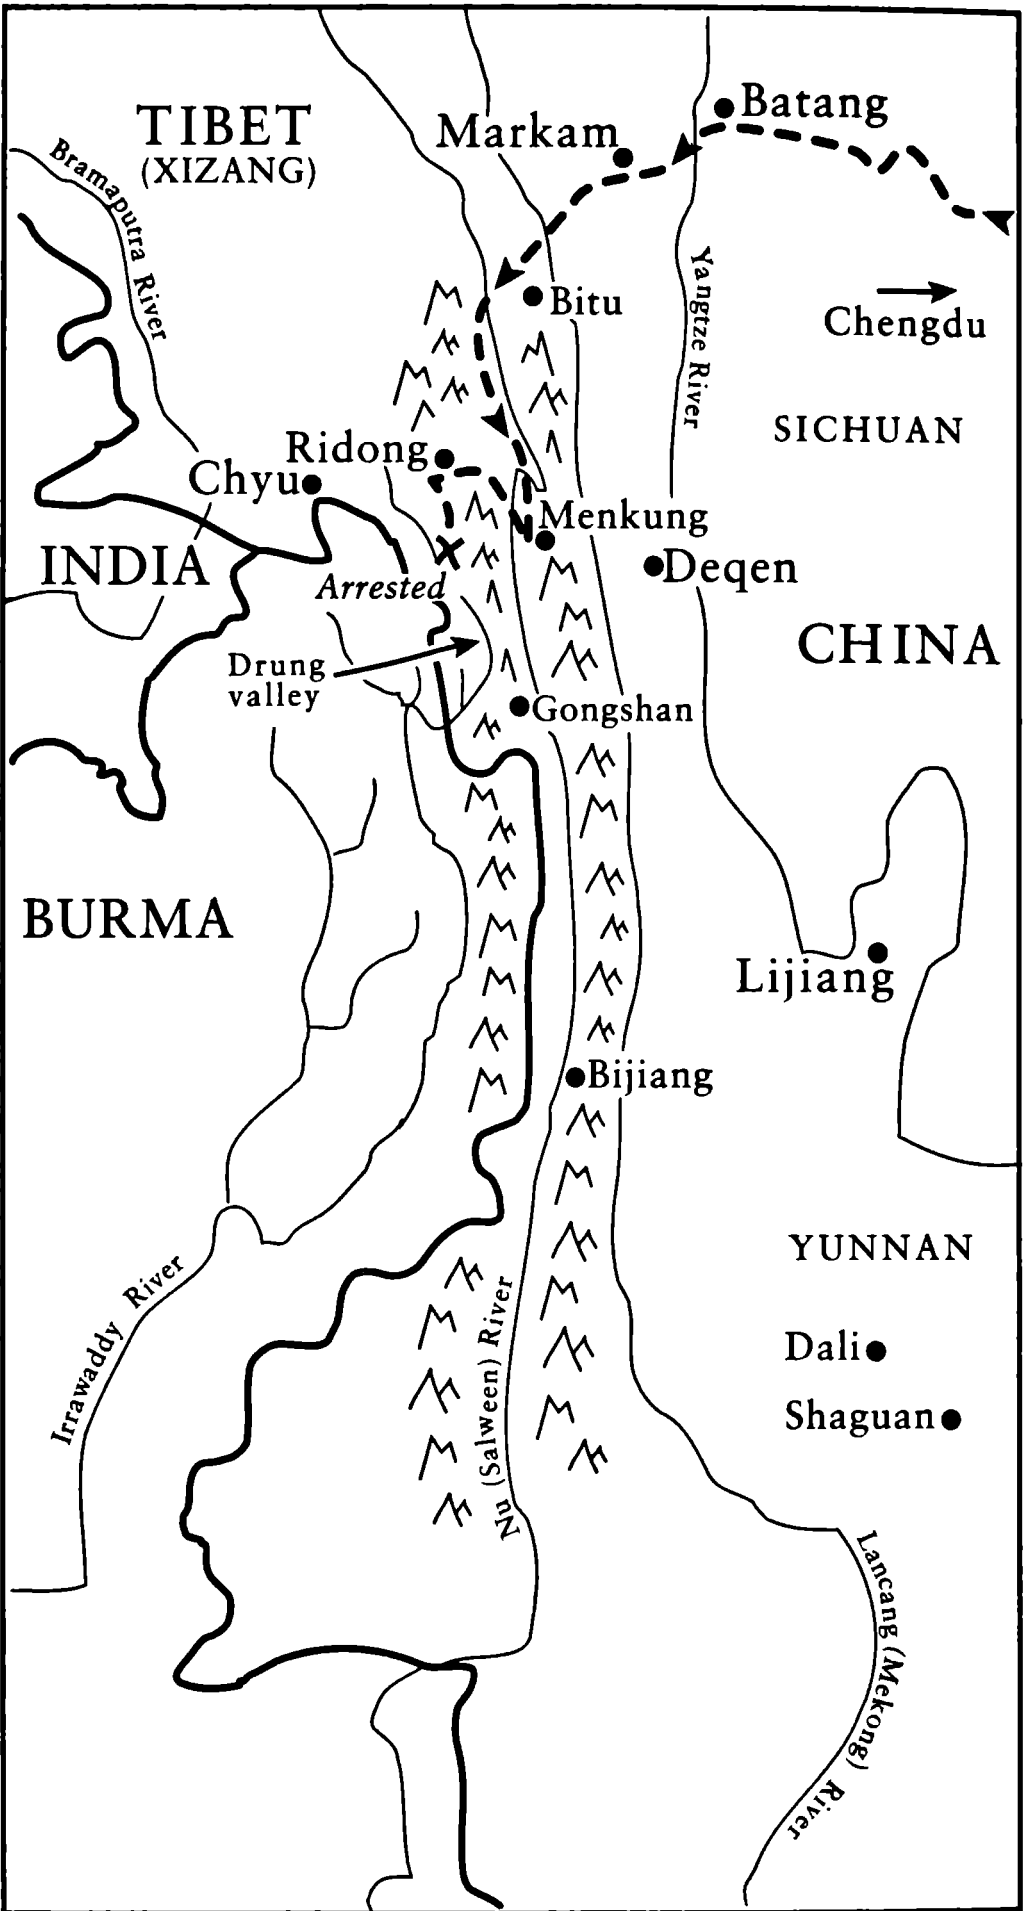 TIBET
(XIZANG)
Bramaputra River
Markam
Batang
Bitu
Yangtze River
Chengdu
SICHUAN
Ridong
Chyu
Menkung
INDIA
Arrested
Deqen
CHINA
Drung
valley
Gongshan
BURMA
Lijiang
Bijiang
YUNNAN
Irrawaddy River
Nu (Salween) River
Dali
Shaguan
Lancang (Mekong) River